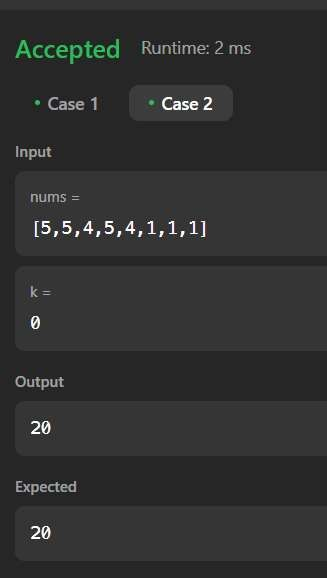 Accepted Runtime: 2 ms
• Case 1 • Case 2
Input
nums =
[5,5,4,5,4,1,1,1]
k =
0
Output
20
Expected
20